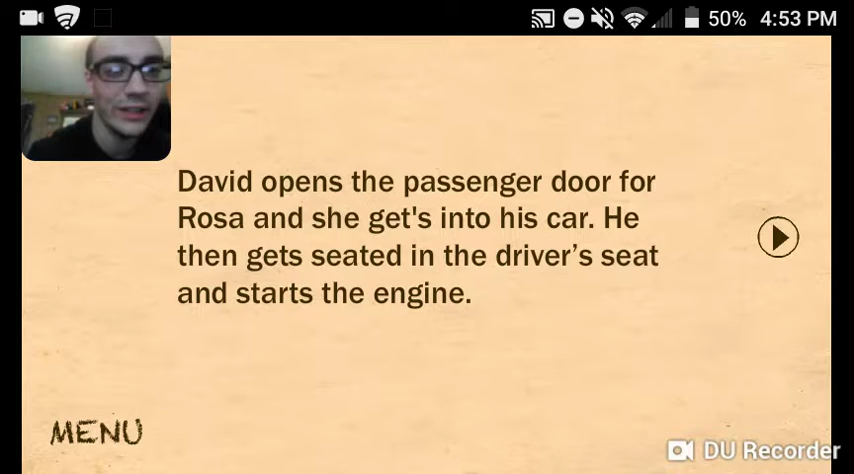 50% 4:53 PM
David opens the passenger door for
Rosa and she get's into his car. He
then gets seated in the driver’s seat
and starts the engine.
MENU
DU Recorder